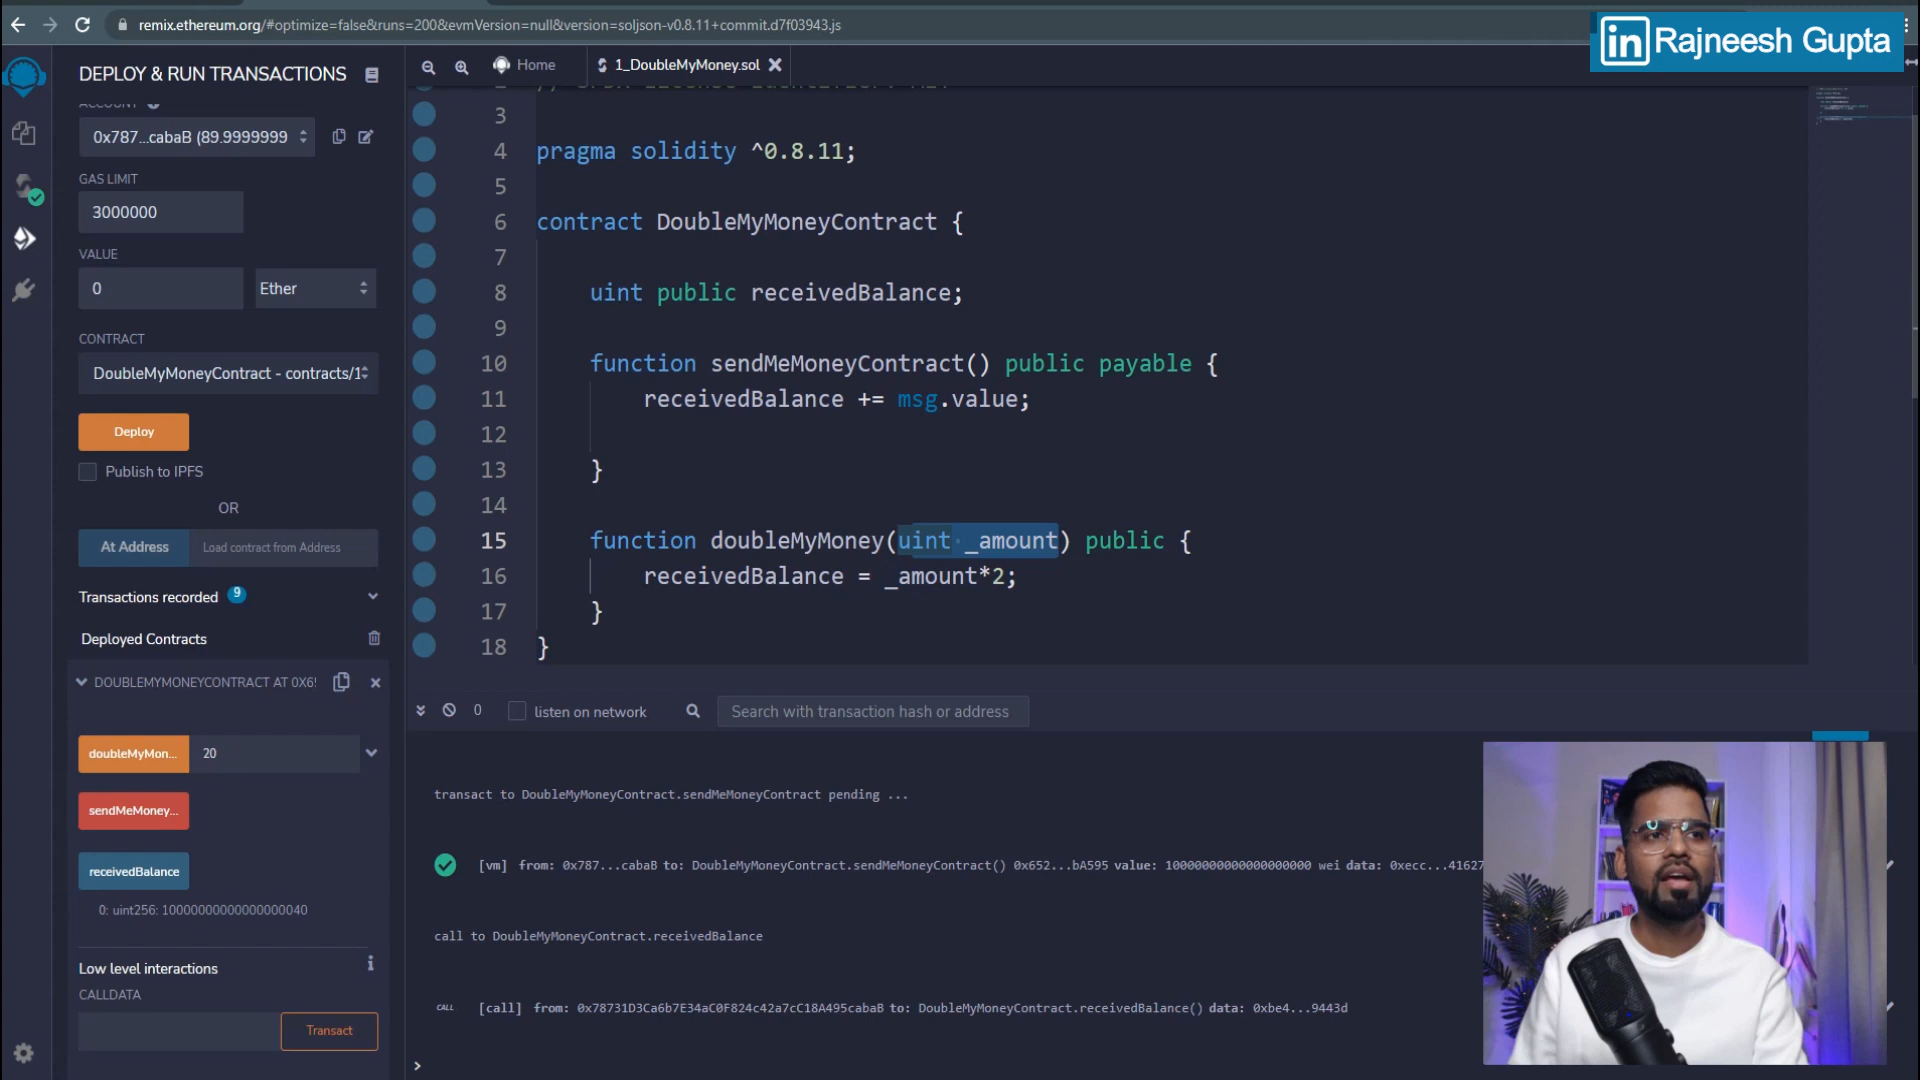 remix.ethereum.org/#optimize=false&runs=200&evmVersion=null&version=soljson-v0.8.11+commit.d7f03943.js
in Rajneesh Gupta
DEPLOY & RUN TRANSACTIONS
Home
1_DoubleMyMoney.sol
ACCOUNT
0x787...cabaB (89.9999999
GAS LIMIT
3000000
VALUE
0
Ether
CONTRACT
DoubleMyMoneyContract - contracts/1
Deploy
Publish to IPFS
OR
At Address
Load contract from Address
Transactions recorded 9
Deployed Contracts
DOUBLEMYMONEYCONTRACT AT 0X6
doubleMyMon...
20
sendMeMoney...
receivedBalance
0: uint256: 10000000000000000040
Low level interactions
CALLDATA
Transact
2 // SPDX-License-Identifier: MIT
3
4 pragma solidity ^0.8.11;
5
6 contract DoubleMyMoneyContract {
7
8 uint public receivedBalance;
9
10 function sendMeMoneyContract() public payable {
11 receivedBalance += msg.value;
12
13 }
14
15 function doubleMyMoney(uint _amount) public {
16 receivedBalance = _amount*2;
17 }
18 }
0
listen on network
Search with transaction hash or address
transact to DoubleMyMoneyContract.sendMeMoneyContract pending ...
[vm] from: 0x787...cabaB to: DoubleMyMoneyContract.sendMeMoneyContract() 0x652...bA595 value: 10000000000000000000 wei data: 0xecc...41627
call to DoubleMyMoneyContract.receivedBalance
CALL [call] from: 0x78731D3Ca6b7E34aC0F824c42a7cC18A495cabaB to: DoubleMyMoneyContract.receivedBalance() data: 0xbe4...9443d
>